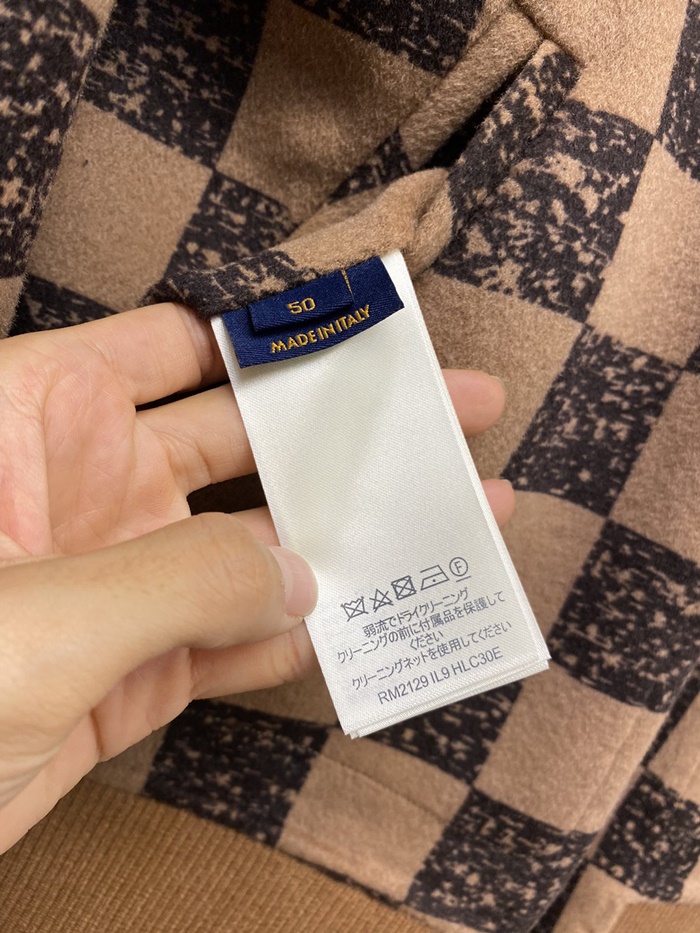 50
MADE IN ITALY
F
弱流でドライクリーニング
クリーニングの前に付属品を保護して
ください
クリーニングネットを使用してください
RM2129 IL9 HLC30E